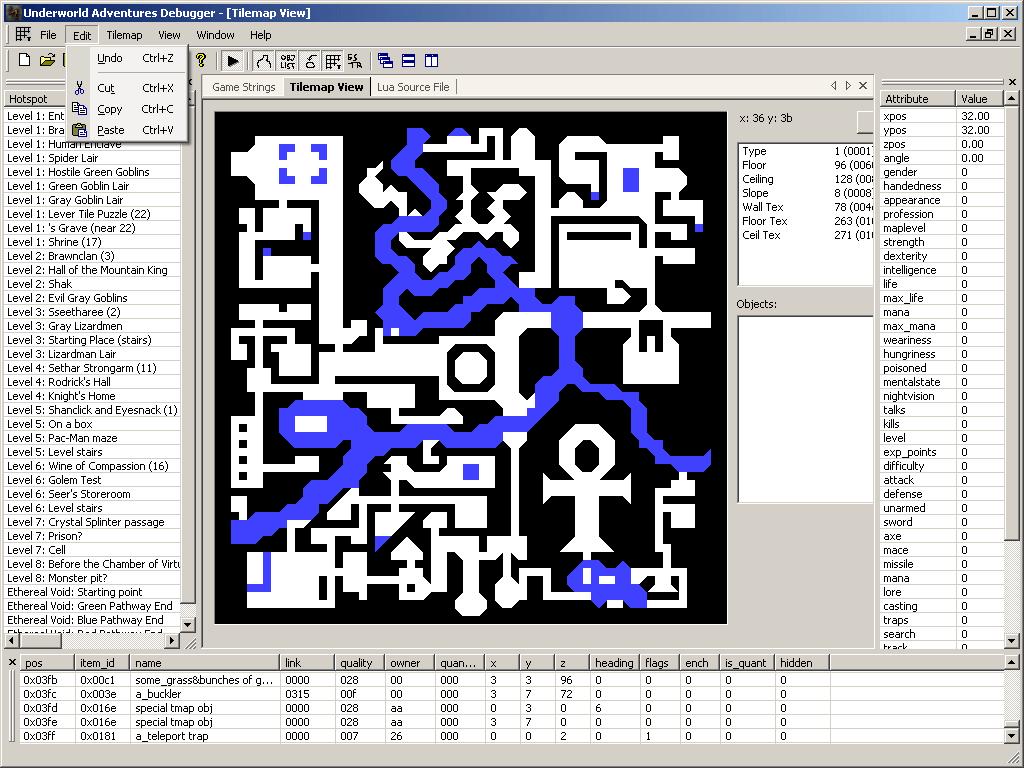 Underworld Adventures Debugger - [Tilemap View]
File Edit Tilemap View Window Help
Undo Ctrl+Z
Cut Ctrl+X
Copy Ctrl+C
Paste Ctrl+V
OBJ LIST
Hotspot
Level 1: Ent
Level 1: Bra
Level 1: Human Enclave
Level 1: Spider Lair
Level 1: Hostile Green Goblins
Level 1: Green Goblin Lair
Level 1: Gray Goblin Lair
Level 1: Lever Tile Puzzle (22)
Level 1: 's Grave (near 22)
Level 1: Shrine (17)
Level 2: Brawnclan (3)
Level 2: Hall of the Mountain King
Level 2: Shak
Level 2: Evil Gray Goblins
Level 3: Sseetharee (2)
Level 3: Gray Lizardmen
Level 3: Starting Place (stairs)
Level 3: Lizardman Lair
Level 4: Sethar Strongarm (11)
Level 4: Rodrick's Hall
Level 4: Knight's Home
Level 5: Shanclick and Eyesnack (1)
Level 5: On a box
Level 5: Pac-Man maze
Level 5: Level stairs
Level 6: Wine of Compassion (16)
Level 6: Golem Test
Level 6: Seer's Storeroom
Level 6: Level stairs
Level 7: Crystal Splinter passage
Level 7: Prison?
Level 7: Cell
Level 8: Before the Chamber of Virtu
Level 8: Monster pit?
Ethereal Void: Starting point
Ethereal Void: Green Pathway End
Ethereal Void: Blue Pathway End
Ethereal Void: Red Pathway End
Game Strings Tilemap View Lua Source File
x: 36 y: 3b
Type 1 (0001)
Floor 96 (006
Ceiling 128 (00
Slope 8 (0008)
Wall Tex 78 (004
Floor Tex 263 (010
Ceil Tex 271 (010
Objects:
Attribute Value
xpos 32.00
ypos 32.00
zpos 0.00
angle 0.00
gender 0
handedness 0
appearance 0
profession 0
maplevel 0
strength 0
dexterity 0
intelligence 0
life 0
max_life 0
mana 0
max_mana 0
weariness 0
hungriness 0
poisoned 0
mentalstate 0
nightvision 0
talks 0
kills 0
level 0
exp_points 0
difficulty 0
attack 0
defense 0
unarmed 0
sword 0
axe 0
mace 0
missile 0
mana 0
lore 0
casting 0
traps 0
search 0
track 0
pos item_id name link quality owner quan... x y z heading flags ench is_quant hidden
0x03fb 0x00c1 some_grass&bunches of g... 0000 028 00 000 3 3 96 0 0 0 0 0
0x03fc 0x003e a_buckler 0315 00f 00 000 3 7 72 0 0 0 0 0
0x03fd 0x016e special tmap obj 0000 028 aa 000 0 3 0 6 0 0 0 0
0x03fe 0x016e special tmap obj 0000 028 aa 000 3 7 0 0 0 0 0 0
0x03ff 0x0181 a_teleport trap 0000 007 26 000 0 0 2 0 1 0 0 0